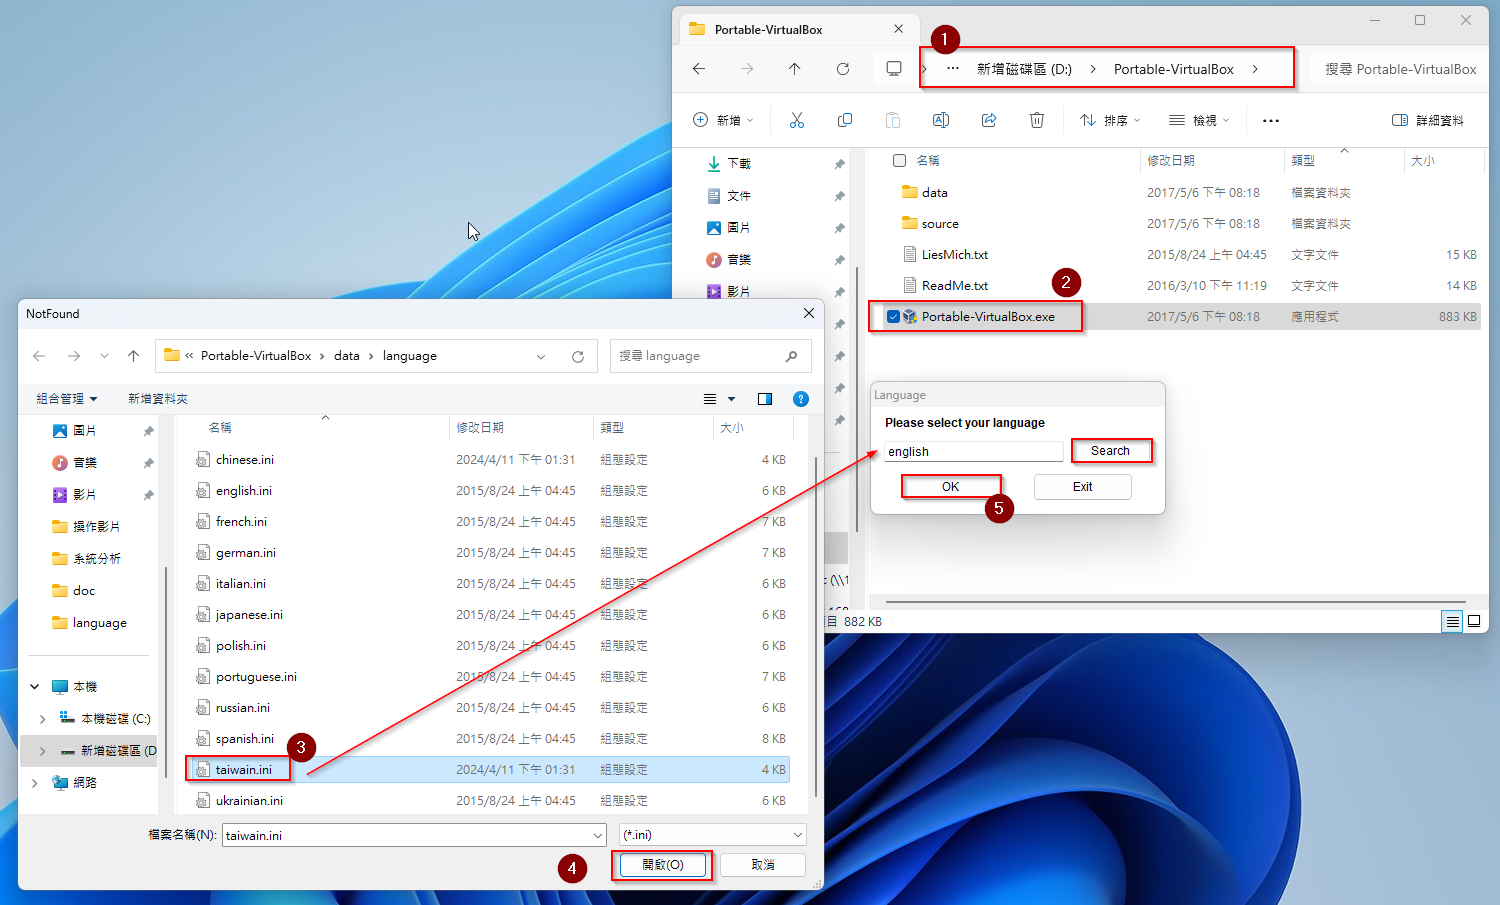 Portable-VirtualBox
1
新增磁碟區 (D:) Portable-VirtualBox
搜尋 Portable-VirtualBox
新增 排序 檢視 詳細資料
下載
文件
圖片
音樂
影片
名稱 修改日期 類型 大小
data 2017/5/6 下午 08:18 檔案資料夾
source 2017/5/6 下午 08:18 檔案資料夾
LiesMich.txt 2015/8/24 上午 04:45 文字文件 15 KB
ReadMe.txt 2016/3/10 下午 11:19 文字文件 14 KB
2
Portable-VirtualBox.exe 2017/5/6 下午 08:18 應用程式 883 KB
Language
Please select your language
english Search
OK Exit
5
882 KB
NotFound
« Portable-VirtualBox data language
搜尋 language
組合管理 新增資料夾
圖片
音樂
影片
操作影片
系統分析
doc
language
本機
本機磁碟 (C:)
新增磁碟區 (D
網路
名稱 修改日期 類型 大小
chinese.ini 2024/4/11 下午 01:31 組態設定 4 KB
english.ini 2015/8/24 上午 04:45 組態設定 6 KB
french.ini 2015/8/24 上午 04:45 組態設定 7 KB
german.ini 2015/8/24 上午 04:45 組態設定 7 KB
italian.ini 2015/8/24 上午 04:45 組態設定 6 KB
japanese.ini 2015/8/24 上午 04:45 組態設定 6 KB
polish.ini 2015/8/24 上午 04:45 組態設定 6 KB
portuguese.ini 2015/8/24 上午 04:45 組態設定 7 KB
russian.ini 2015/8/24 上午 04:45 組態設定 6 KB
spanish.ini 2015/8/24 上午 04:45 組態設定 8 KB
3
taiwain.ini 2024/4/11 下午 01:31 組態設定 4 KB
ukrainian.ini 2015/8/24 上午 04:45 組態設定 6 KB
檔案名稱(N): taiwain.ini (*.ini)
4
開啟(O) 取消